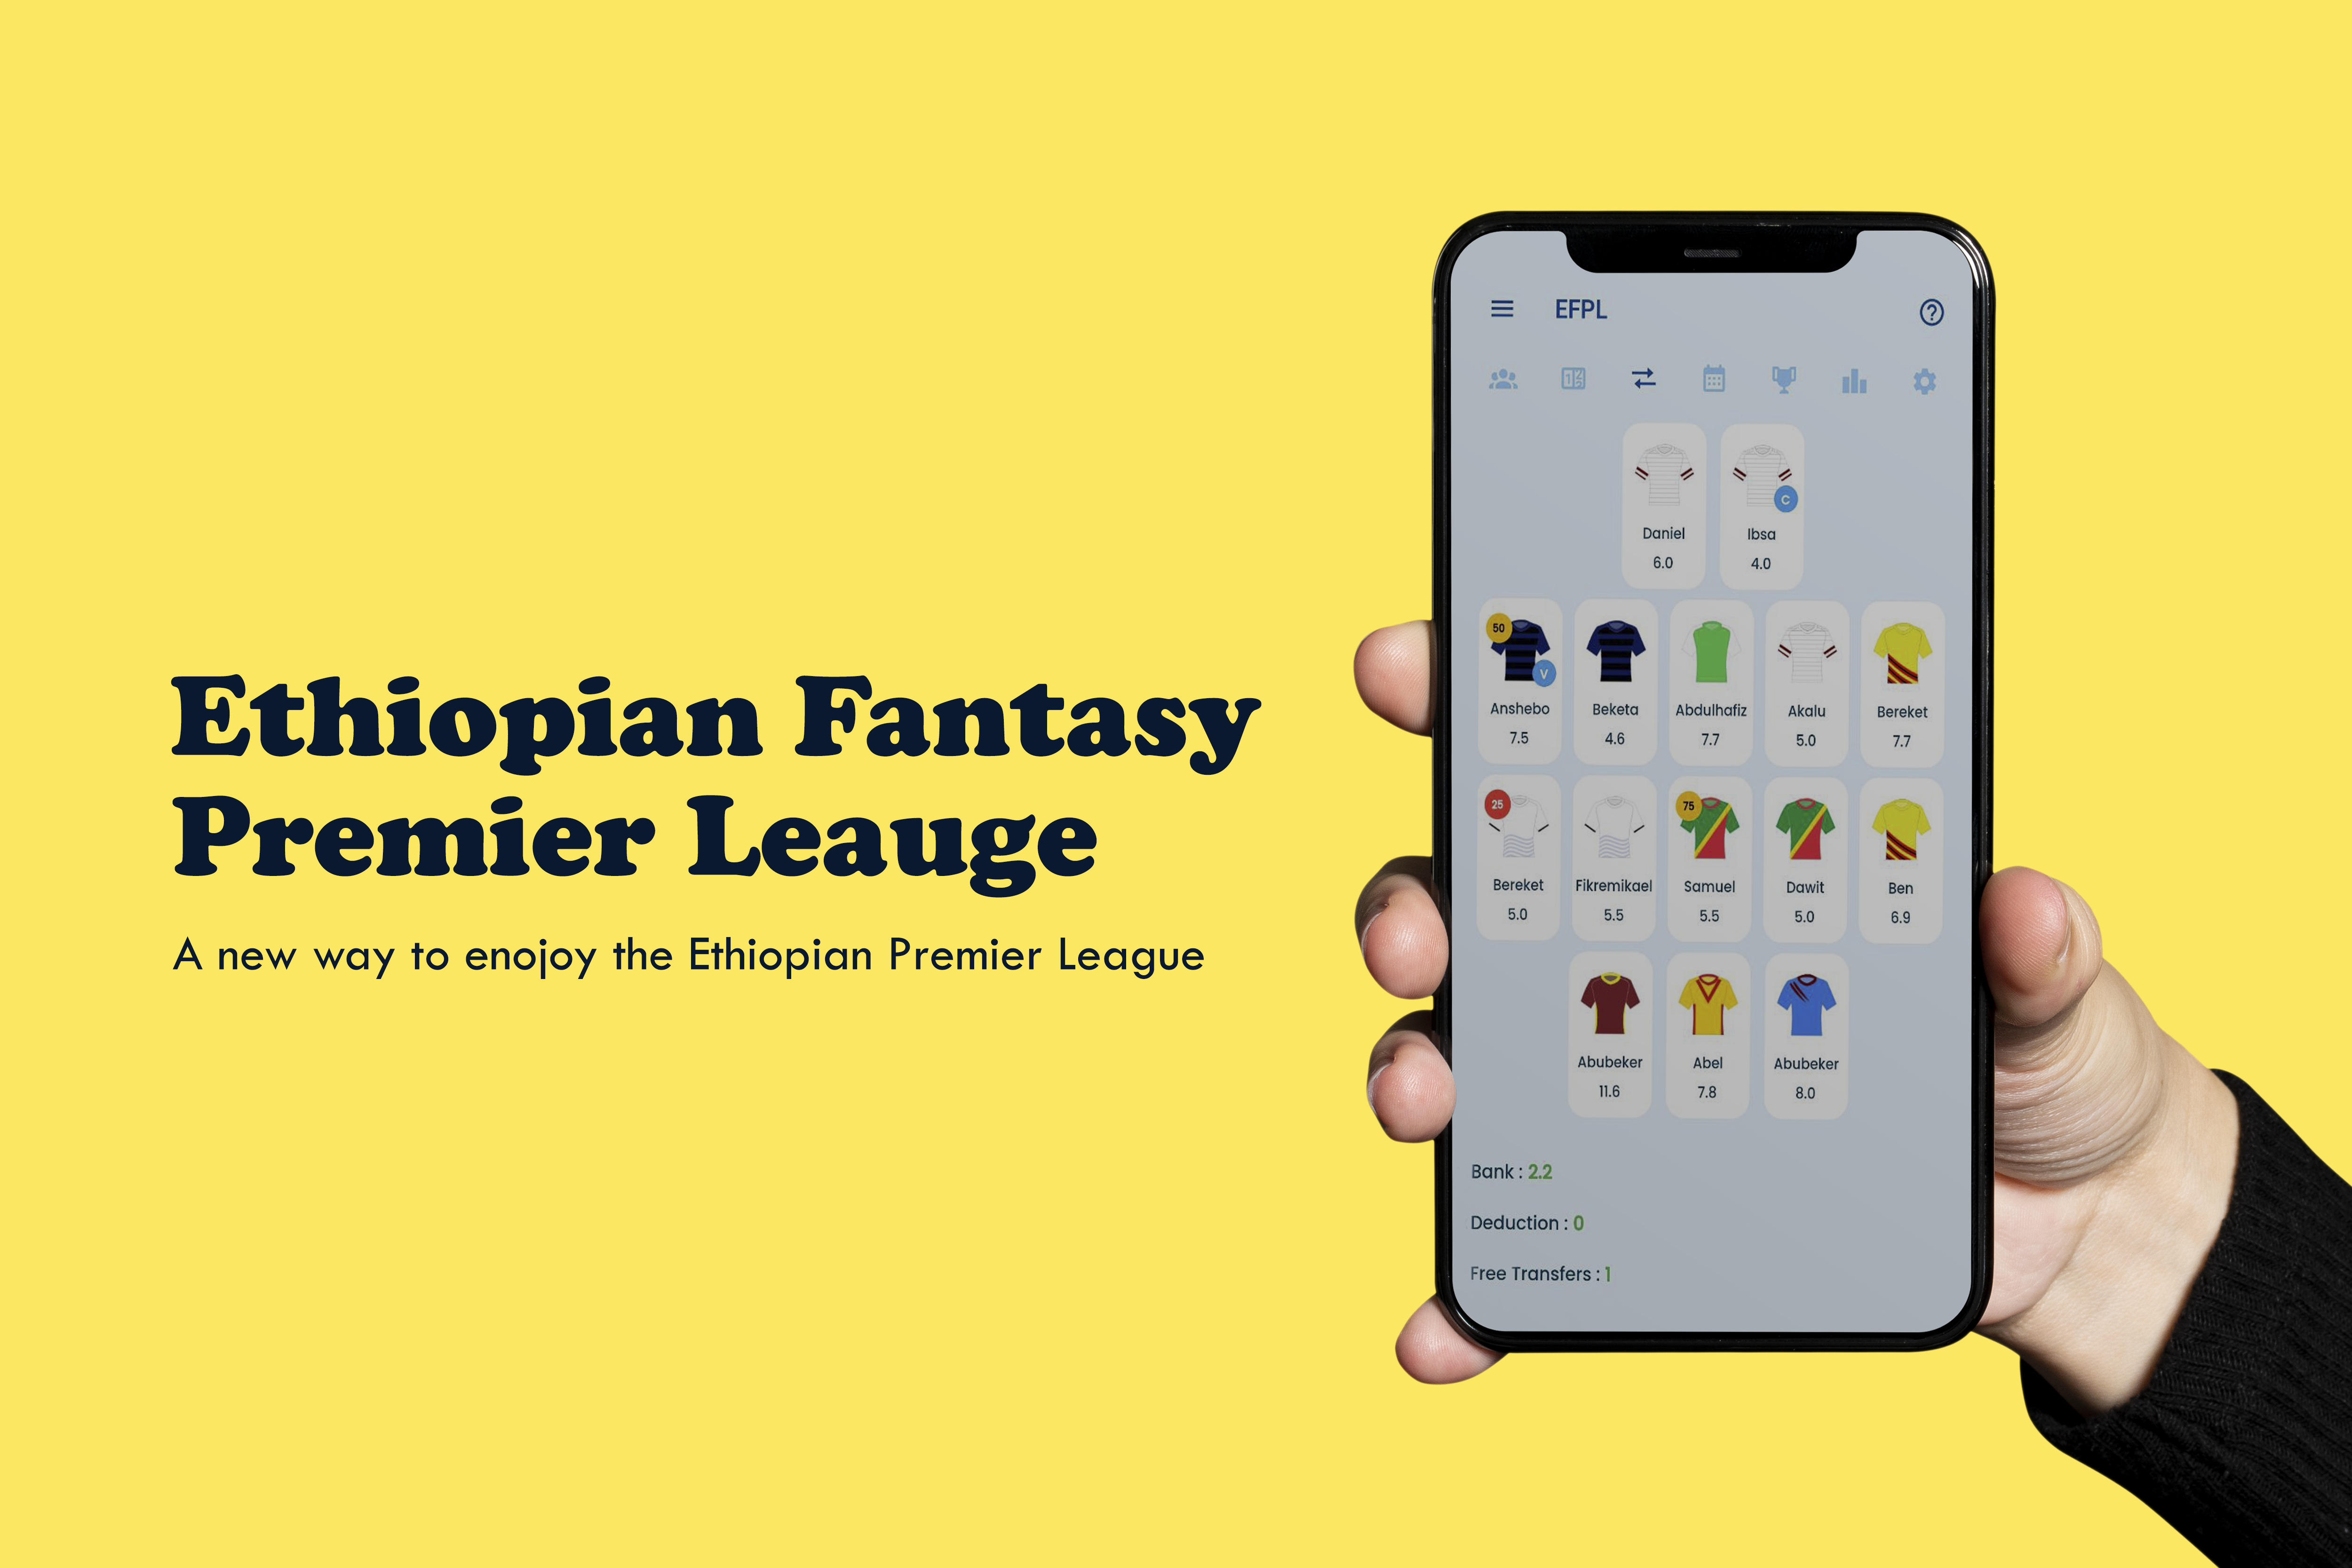 Ethiopian Fantasy
Premier Leauge
A new way to enojoy the Ethiopian Premier League
EFPL
Daniel Ibsa
C
6.0 4.0
50
V
Anshebo Beketa Abdulhafiz Akalu Bereket
7.5 4.6 7.7 5.0 7.7
25 75
Bereket Fikremikael Samuel Dawit Ben
5.0 5.5 5.5 5.0 6.9
Abubeker Abel Abubeker
11.6 7.8 8.0
Bank : 2.2
Deduction : 0
Free Transfers : 1